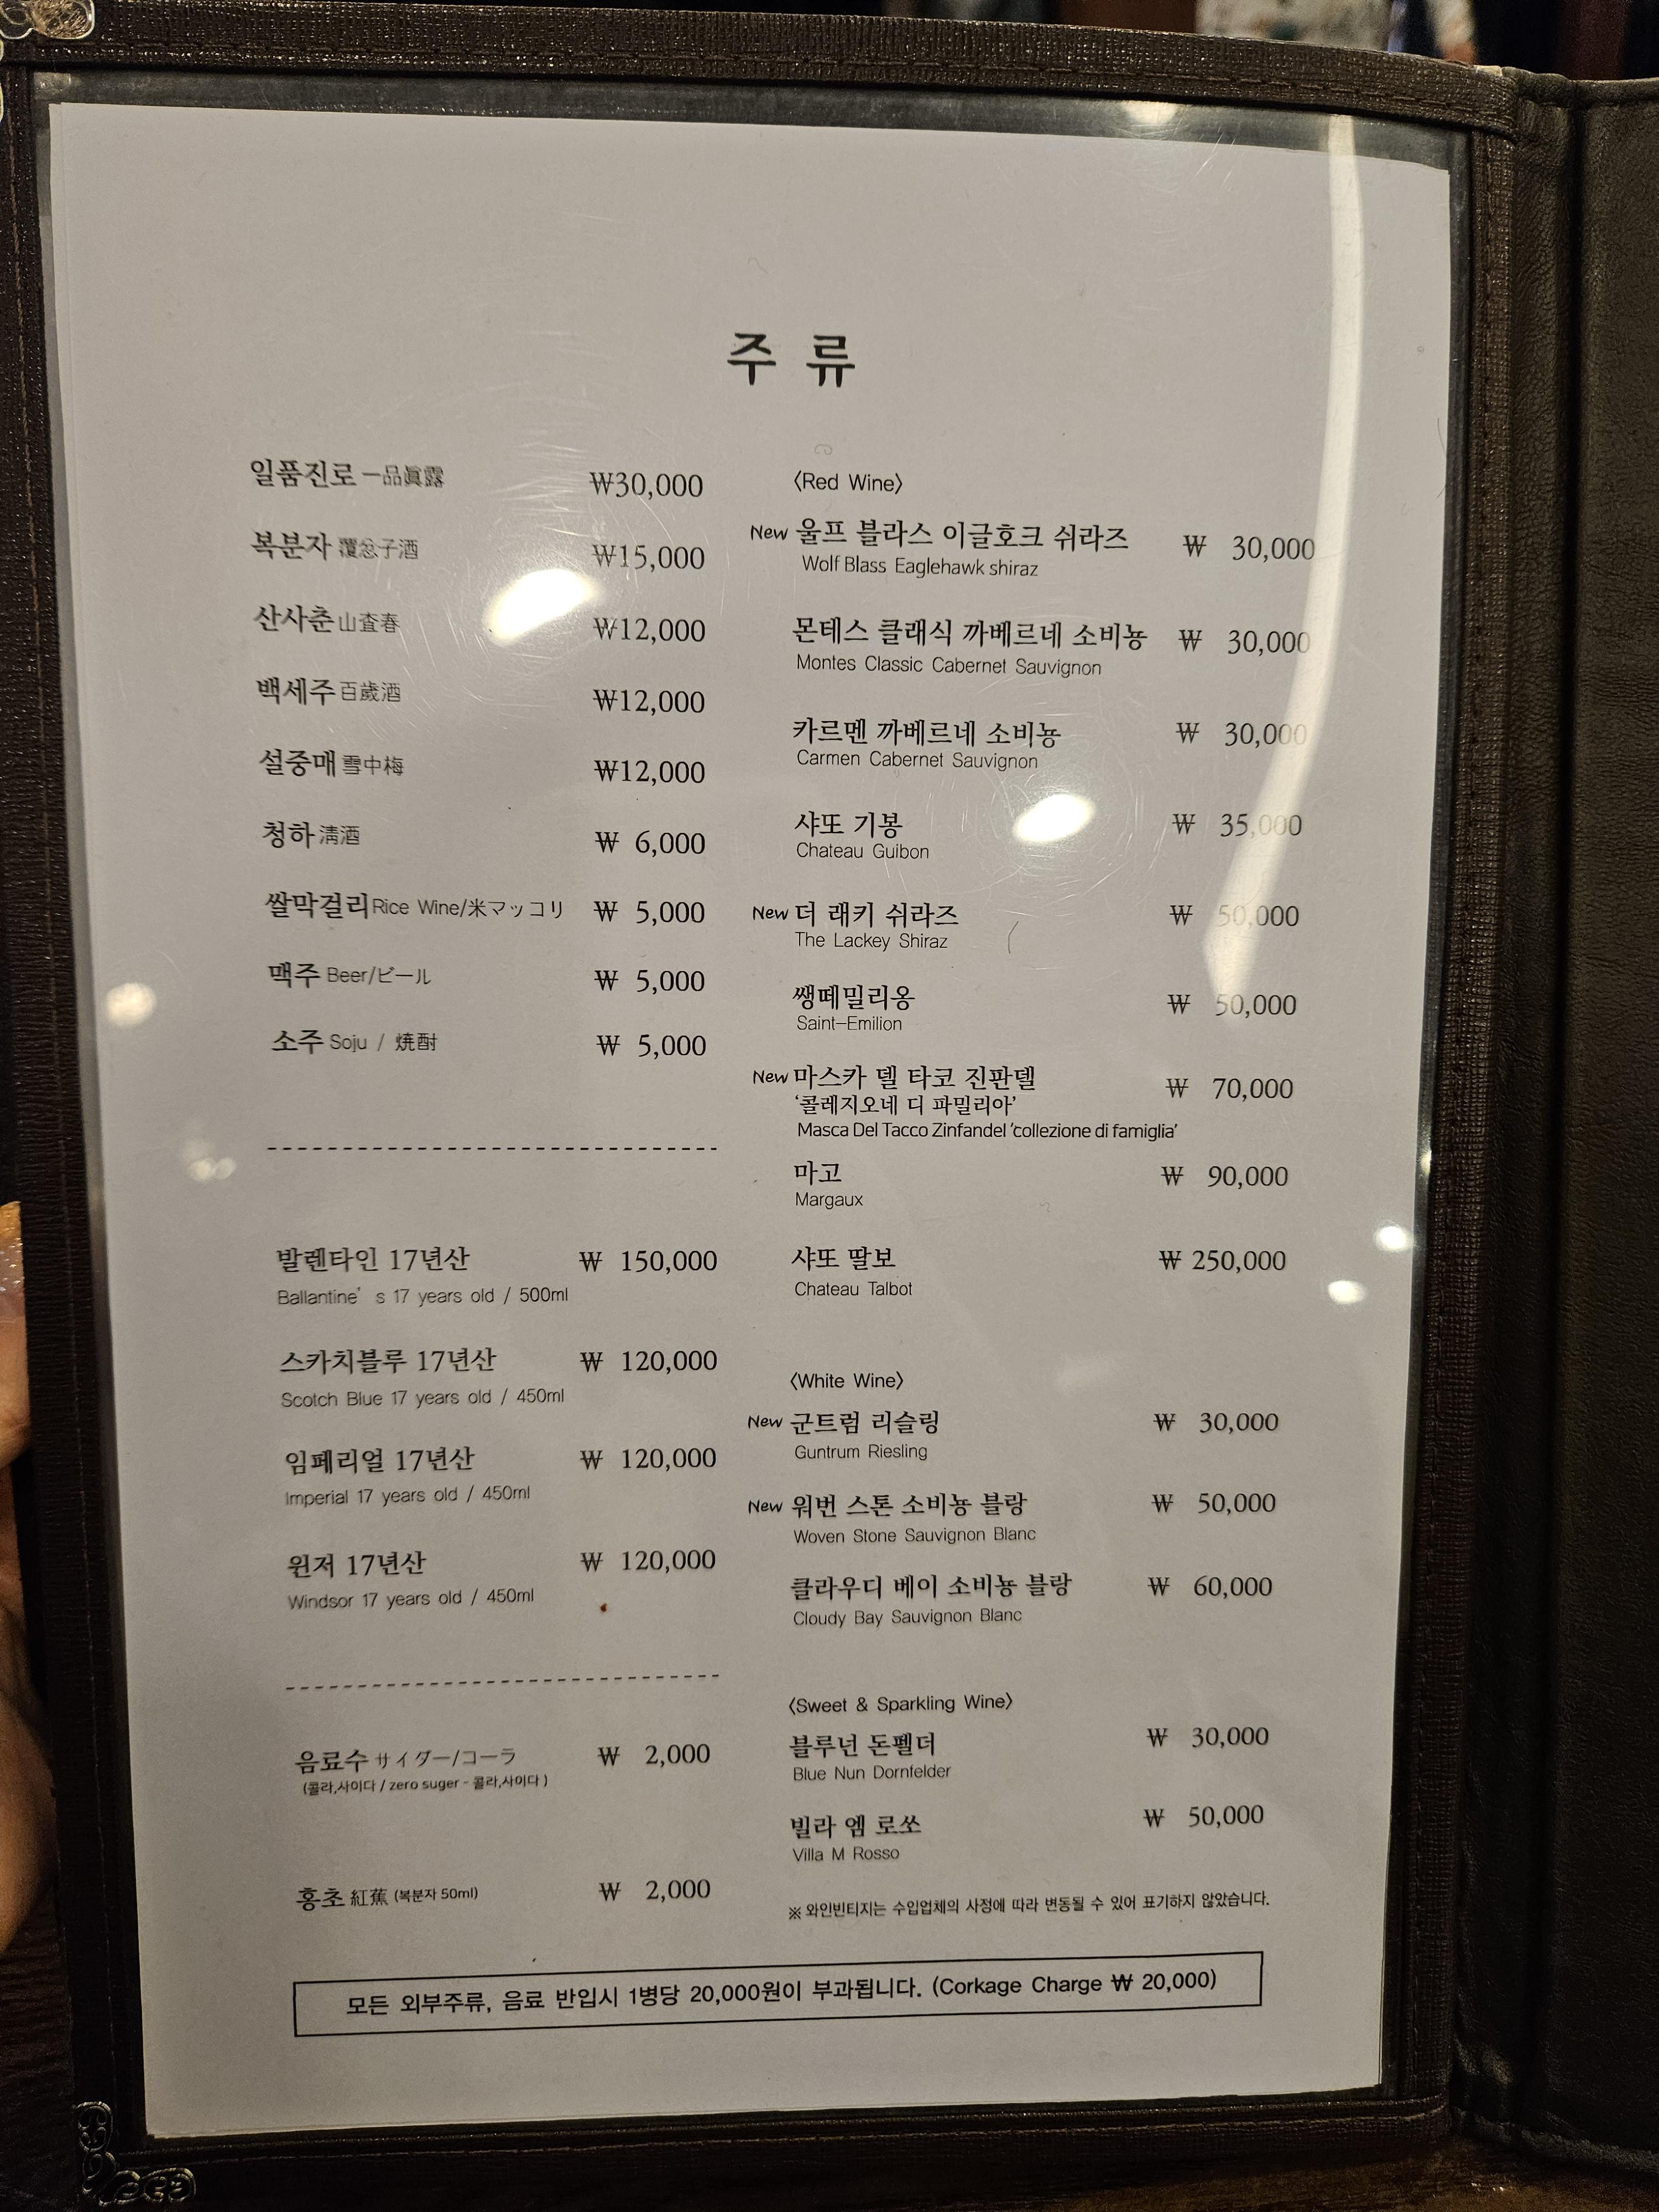 주 류
일품진로 一品眞露 ₩30,000
복분자 覆盆子酒 ₩15,000
산사춘 山査春 ₩12,000
백세주 百歲酒 ₩12,000
설중매 雪中梅 ₩12,000
청하 淸酒 ₩ 6,000
쌀막걸리 Rice Wine/米マッコリ ₩ 5,000
맥주 Beer/ビール ₩ 5,000
소주 Soju / 焼酎 ₩ 5,000
발렌타인 17년산 ₩ 150,000
Ballantine' s 17 years old / 500ml
스카치블루 17년산 ₩ 120,000
Scotch Blue 17 years old / 450ml
임페리얼 17년산 ₩ 120,000
Imperial 17 years old / 450ml
윈저 17년산 ₩ 120,000
Windsor 17 years old / 450ml
음료수 サイダー/コーラ ₩ 2,000
(콜라,사이다 / zero suger - 콜라,사이다 )
홍초 紅蕉 (복분자 50ml) ₩ 2,000
〈Red Wine〉
New 울프 블라스 이글호크 쉬라즈 ₩ 30,000
Wolf Blass Eaglehawk shiraz
몬테스 클래식 까베르네 소비뇽 ₩ 30,000
Montes Classic Cabernet Sauvignon
카르멘 까베르네 소비뇽 ₩ 30,000
Carmen Cabernet Sauvignon
샤또 기봉 ₩ 35,000
Chateau Guibon
New 더 래키 쉬라즈 ₩ 50,000
The Lackey Shiraz
쌩떼밀리옹 ₩ 50,000
Saint-Emilion
New 마스카 델 타코 진판델 ₩ 70,000
'콜레지오네 디 파밀리아'
Masca Del Tacco Zinfandel 'collezione di famiglia'
마고 ₩ 90,000
Margaux
샤또 딸보 ₩ 250,000
Chateau Talbot
〈White Wine〉
New 군트럼 리슬링 ₩ 30,000
Guntrum Riesling
New 워번 스톤 소비뇽 블랑 ₩ 50,000
Woven Stone Sauvignon Blanc
클라우디 베이 소비뇽 블랑 ₩ 60,000
Cloudy Bay Sauvignon Blanc
〈Sweet & Sparkling Wine〉
블루넌 돈펠더 ₩ 30,000
Blue Nun Dornfelder
빌라 엠 로쏘 ₩ 50,000
Villa M Rosso
※ 와인빈티지는 수입업체의 사정에 따라 변동될 수 있어 표기하지 않았습니다.
모든 외부주류, 음료 반입시 1병당 20,000원이 부과됩니다. (Corkage Charge ₩ 20,000)